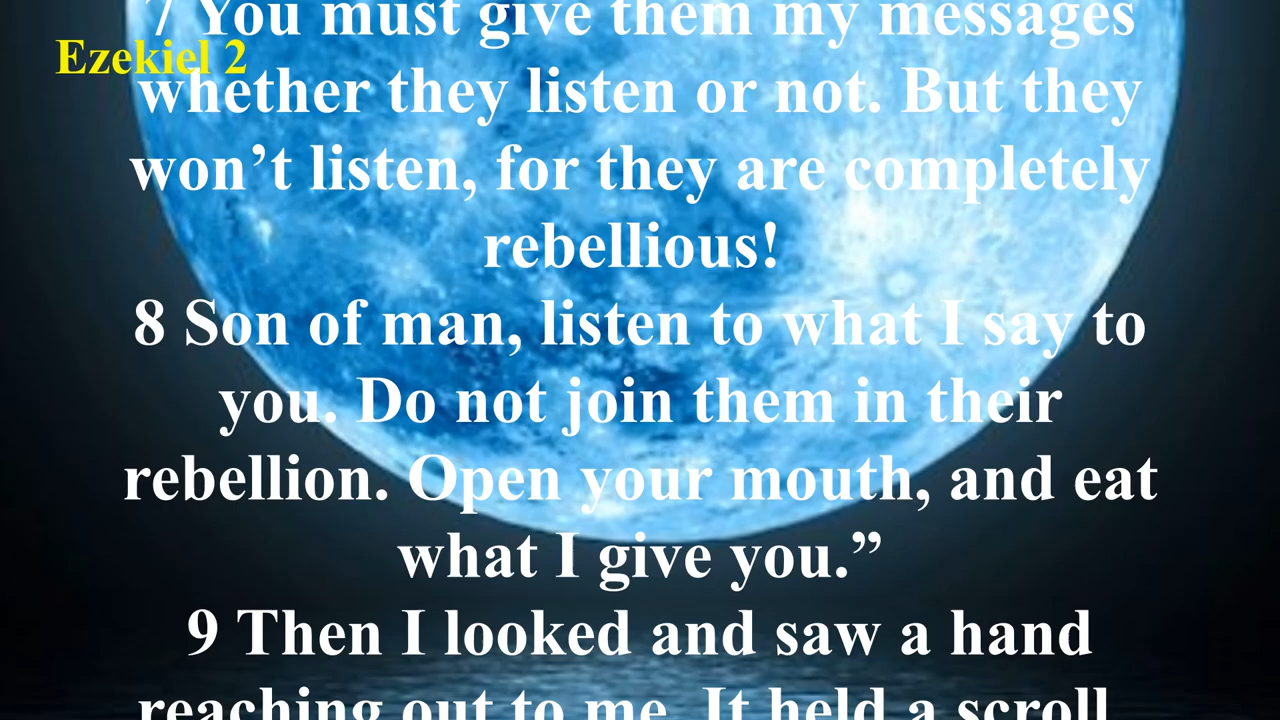 7 You must give them my messages
Ezekiel 2
whether they listen or not. But they
won’t listen, for they are completely
rebellious!
8 Son of man, listen to what I say to
you. Do not join them in their
rebellion. Open your mouth, and eat
what I give you.”
9 Then I looked and saw a hand
reaching out to me. It held a scroll